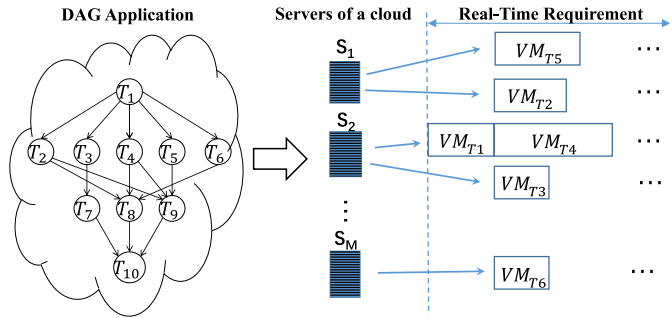 DAG Application
Servers of a cloud
Real-Time Requirement
T1
T2 T3 T4 T5 T6
T7 T8 T9
T10
S1
S2
⋮
SM
VMT5 ⋯
VMT2 ⋯
VMT1 VMT4 ⋯
VMT3 ⋯
VMT6 ⋯